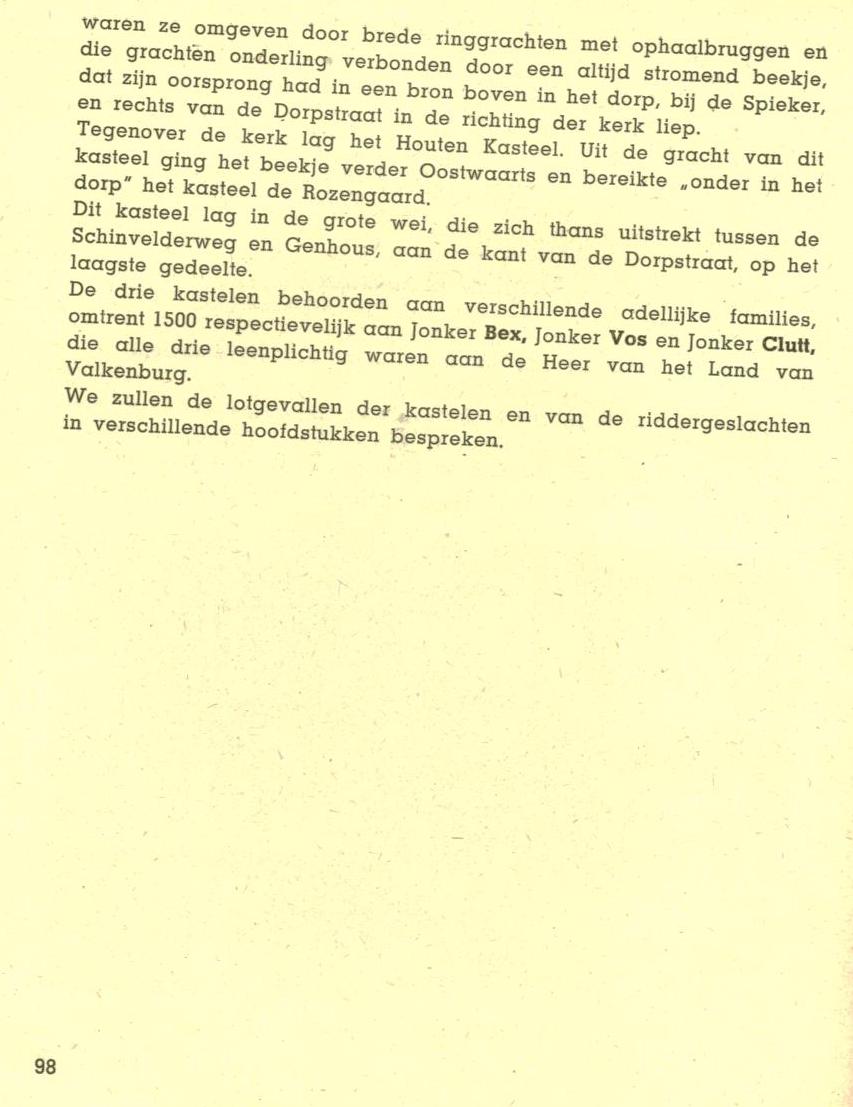 waren ze omgeven door brede ringgrachten met ophaalbruggen en
die grachten onderling verbonden door een altijd stromend beekje,
dat zijn oorsprong had in een bron boven in het dorp, bij de Spieker,
en rechts van de Dorpstraat in de richting der kerk liep.
Tegenover de kerk lag het Houten Kasteel. Uit de gracht van dit
kasteel ging het beekje verder Oostwaarts en bereikte „onder in het
dorp" het kasteel de Rozengaard.
Dit kasteel lag in de grote wei, die zich thans uitstrekt tussen de
Schinvelderweg en Genhous, aan de kant van de Dorpstraat, op het
laagste gedeelte.
De drie kastelen behoorden aan verschillende adellijke families,
omtrent 1500 respectievelijk aan Jonker Bex, Jonker Vos en Jonker Clutt,
die alle drie leenplichtig waren aan de Heer van het Land van
Valkenburg.
We zullen de lotgevallen der kastelen en van de riddergeslachten
in verschillende hoofdstukken bespreken.
98